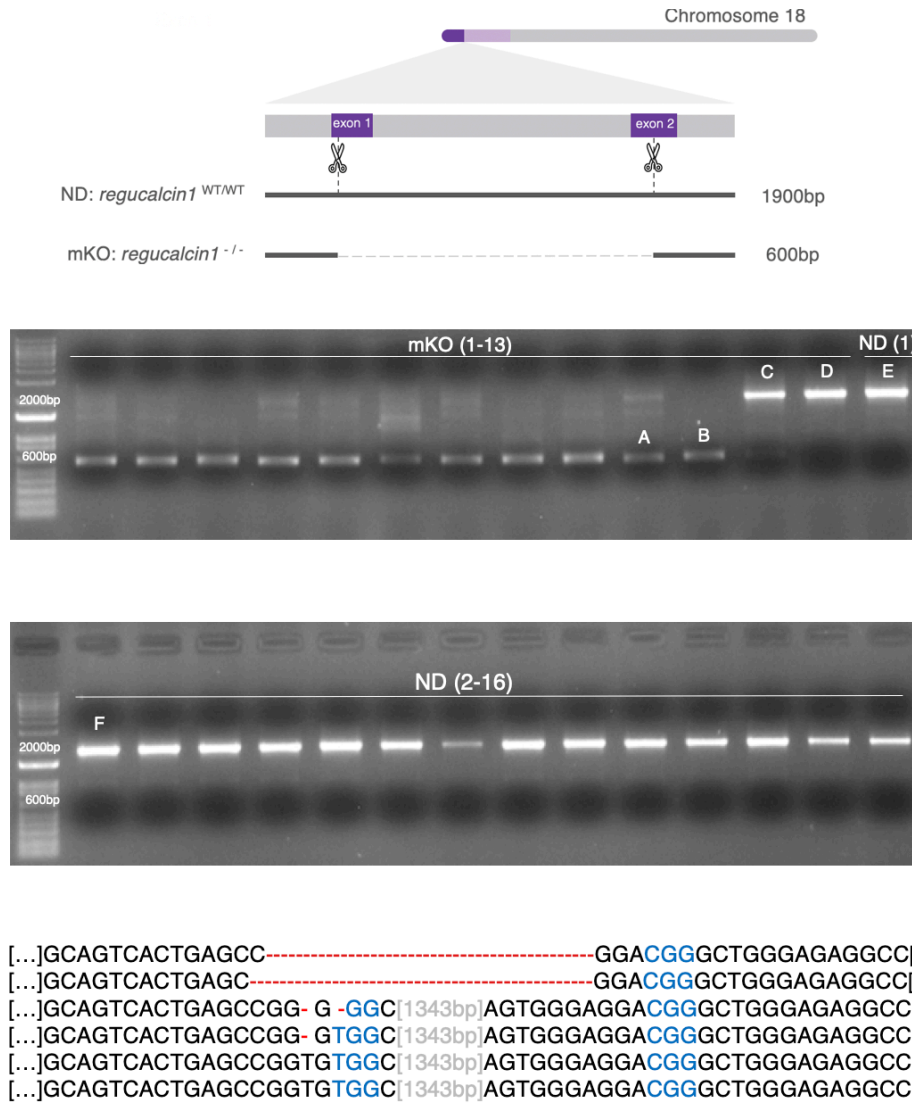 Chromosome 18
exon 1 exon 2
ND: regucalcin1 WT/WT 1900bp
mKO: regucalcin1 -/- 600bp
mKO (1-13) ND (1)
C D E
2000bp
A B
600bp
ND (2-16)
F
2000bp
600bp
[...]GCAGTCACTGAGCC----------------------------------------GGACGGGCTGGGAGAGGCC[
[...]GCAGTCACTGAGC------------------------------------------GGACGGGCTGGGAGAGGCC[
[...]GCAGTCACTGAGCCGG- G -GGC[1343bp]AGTGGGAGGACGGGCTGGGAGAGGCC
[...]GCAGTCACTGAGCCGG- GTGGC[1343bp]AGTGGGAGGACGGGCTGGGAGAGGCC
[...]GCAGTCACTGAGCCGGTGTGGC[1343bp]AGTGGGAGGACGGGCTGGGAGAGGCC
[...]GCAGTCACTGAGCCGGTGTGGC[1343bp]AGTGGGAGGACGGGCTGGGAGAGGCC